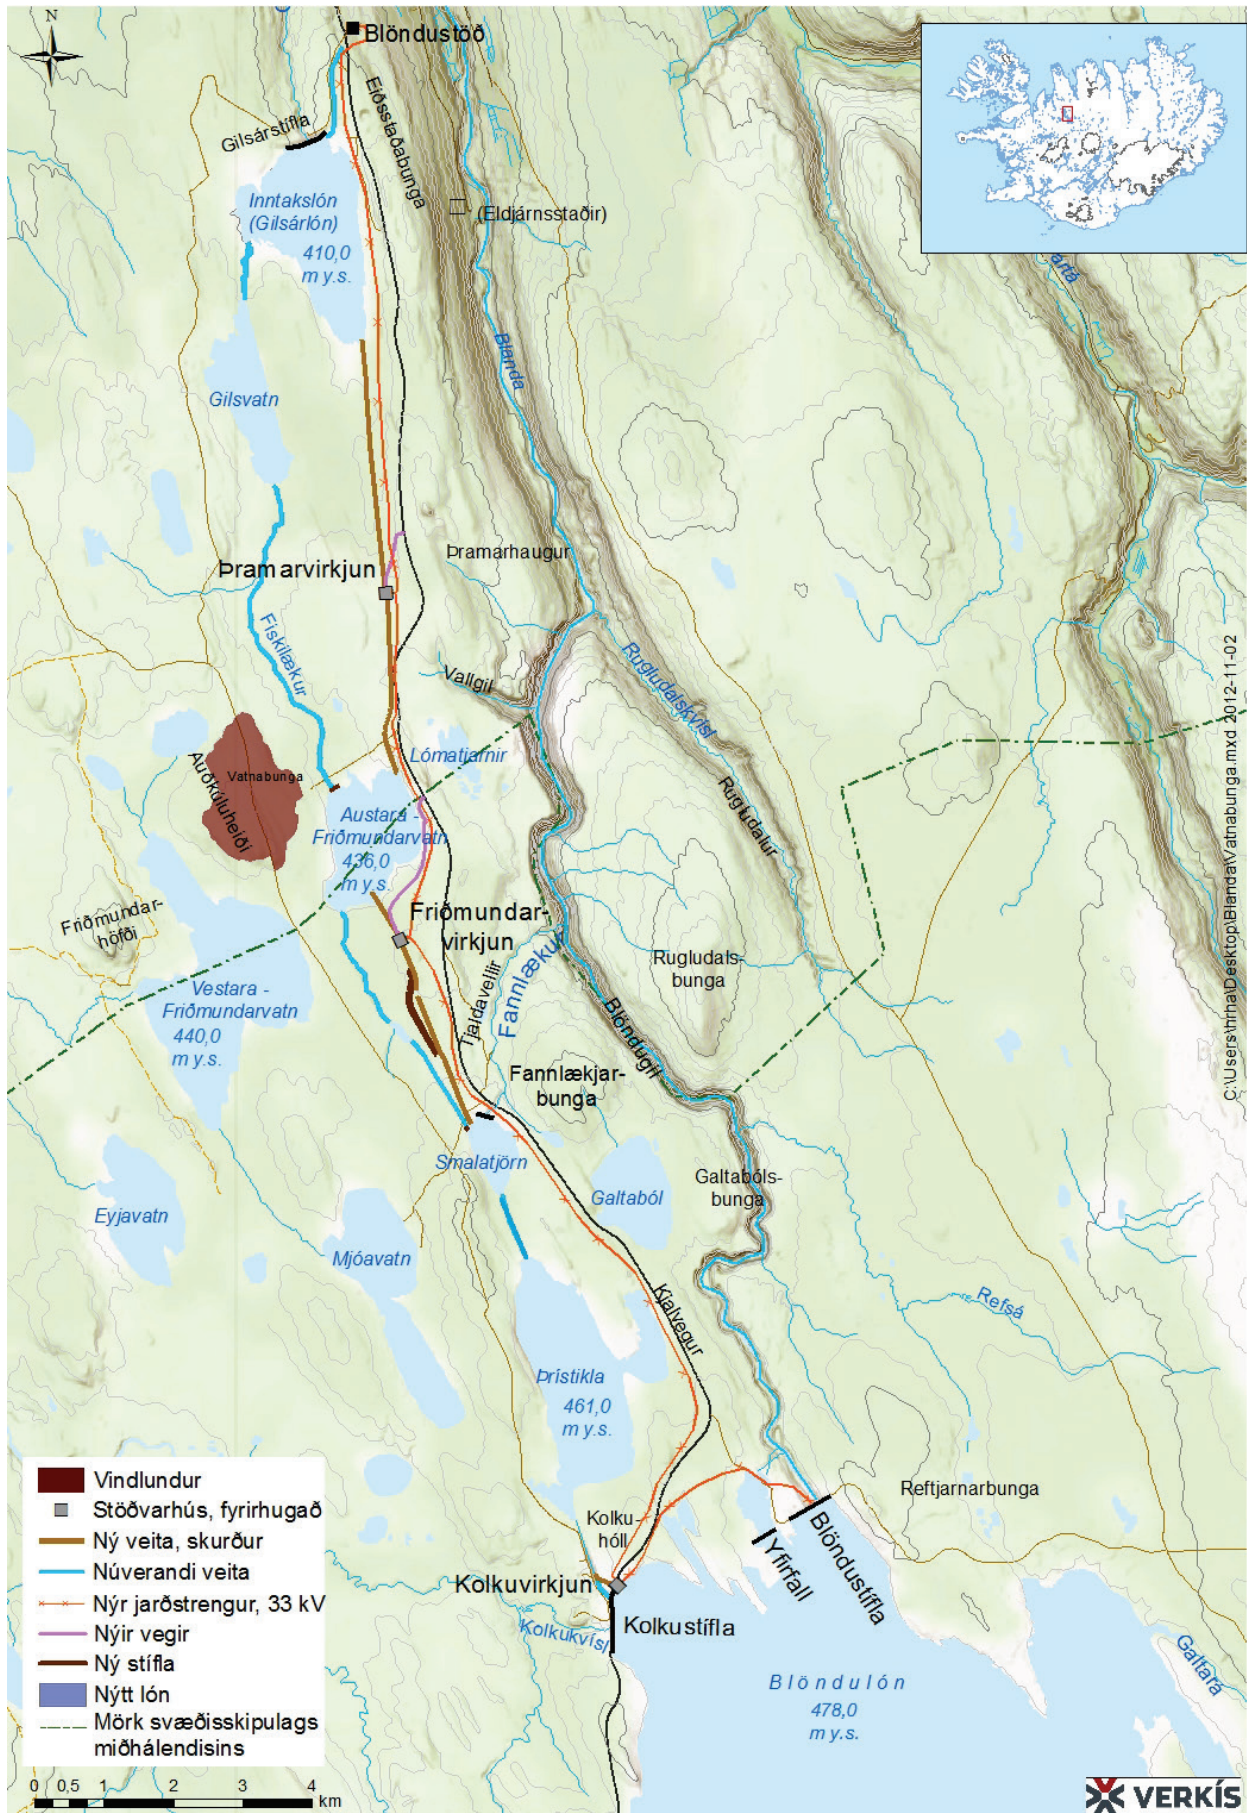 N
Blöndustöð
Gilsárstífla
Eiðsstaðabunga
Inntakslón
(Gilsárlón)
410,0
m y.s.
(Eldjárnsstaðir)
Blanda
Gilsvatn
Þramarhaugur
Þramarvirkjun
Fiskilækur
Vallgil
Rugludalskvísl
Lómatjarnir
Vatnabunga
Auðkúluheiði
Austara -
Friðmundarvatn
436,0
m y.s.
Rugludalur
Friðmundar-
höfði
Friðmundar-
virkjun
Fannlækur
Tjaldavellir
Rugludals-
bunga
Vestara -
Friðmundarvatn
440,0
m y.s.
Blöndugil
Fannlækjar-
bunga
Smalatjörn
Galtaból
Galtabóls-
bunga
Eyjavatn
Mjóavatn
Kjalvegur
Refsá
Þrístikla
461,0
m y.s.
Reftjarnarbunga
Kolku-
hóll
Yfirfall
Blöndustífla
Kolkuvirkjun
Kolkustífla
Kolkukvísl
Galtará
Blöndulón
478,0
m y.s.
C:\Users\hrha\Desktop\Blanda\Vatnabunga.mxd 2012-11-02
Vindlundur
Stöðvarhús, fyrirhugað
Ný veita, skurður
Núverandi veita
Nýr jarðstrengur, 33 kV
Nýir vegir
Ný stífla
Nýtt lón
Mörk svæðisskipulags
miðhálendisins
0 0,5 1 2 3 4
km
VERKÍS